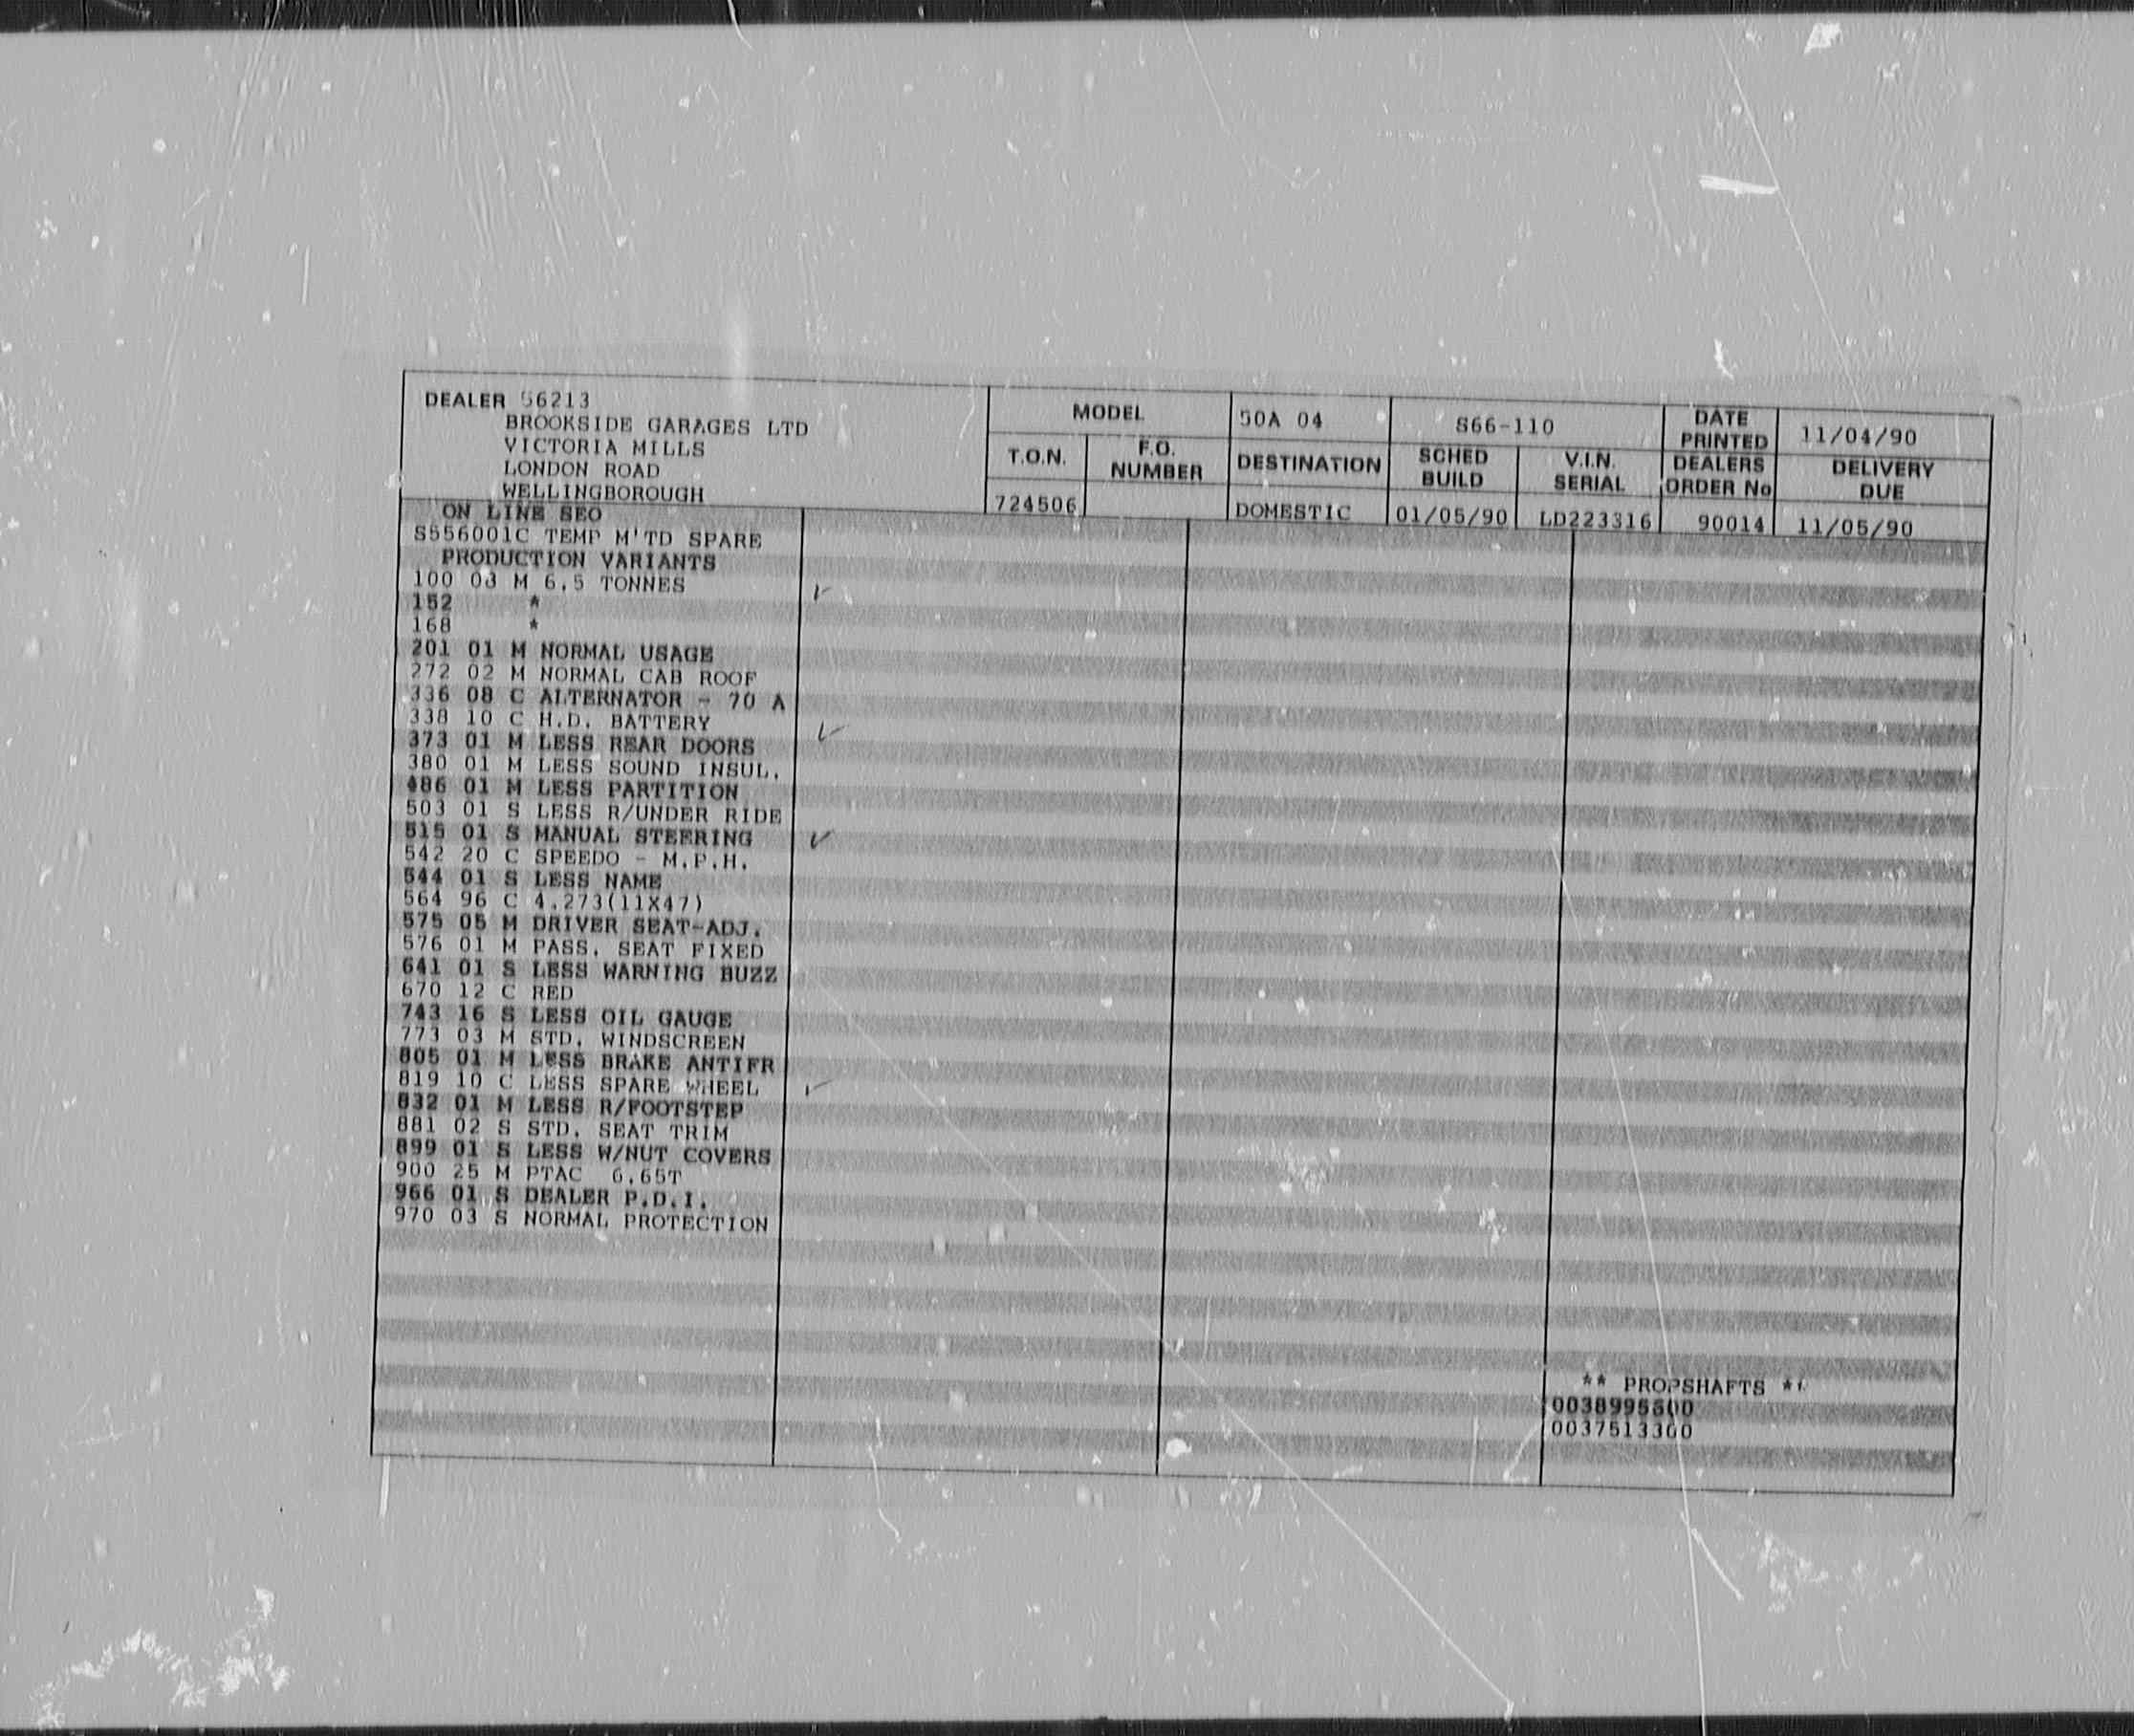 DEALER 56213
BROOKSIDE GARAGES LTD
VICTORIA MILLS
LONDON ROAD
WELLINGBOROUGH
MODEL 50A 04 S66-110 DATE PRINTED 11/04/90
T.O.N. F.O. NUMBER DESTINATION SCHED BUILD V.I.N. SERIAL DEALERS ORDER No DELIVERY DUE
724506 DOMESTIC 01/05/90 LD223316 90014 11/05/90
ON LINE SEO
S556001C TEMP M'TD SPARE
PRODUCTION VARIANTS
100 03 M 6.5 TONNES
152 *
168 *
201 01 M NORMAL USAGE
272 02 M NORMAL CAB ROOF
336 08 C ALTERNATOR - 70 A
338 10 C H.D. BATTERY
373 01 M LESS REAR DOORS
380 01 M LESS SOUND INSUL.
486 01 M LESS PARTITION
503 01 S LESS R/UNDER RIDE
515 01 S MANUAL STEERING
542 20 C SPEEDO - M.P.H.
544 01 S LESS NAME
564 96 C 4.273(11X47)
575 05 M DRIVER SEAT-ADJ.
576 01 M PASS. SEAT FIXED
641 01 S LESS WARNING BUZZ
670 12 C RED
743 16 S LESS OIL GAUGE
773 03 M STD. WINDSCREEN
805 01 M LESS BRAKE ANTIFR
819 10 C LESS SPARE WHEEL
832 01 M LESS R/FOOTSTEP
881 02 S STD. SEAT TRIM
899 01 S LESS W/NUT COVERS
900 25 M PTAC 6.65T
966 01 S DEALER P.D.I.
970 03 S NORMAL PROTECTION
** PROPSHAFTS **
0037513300